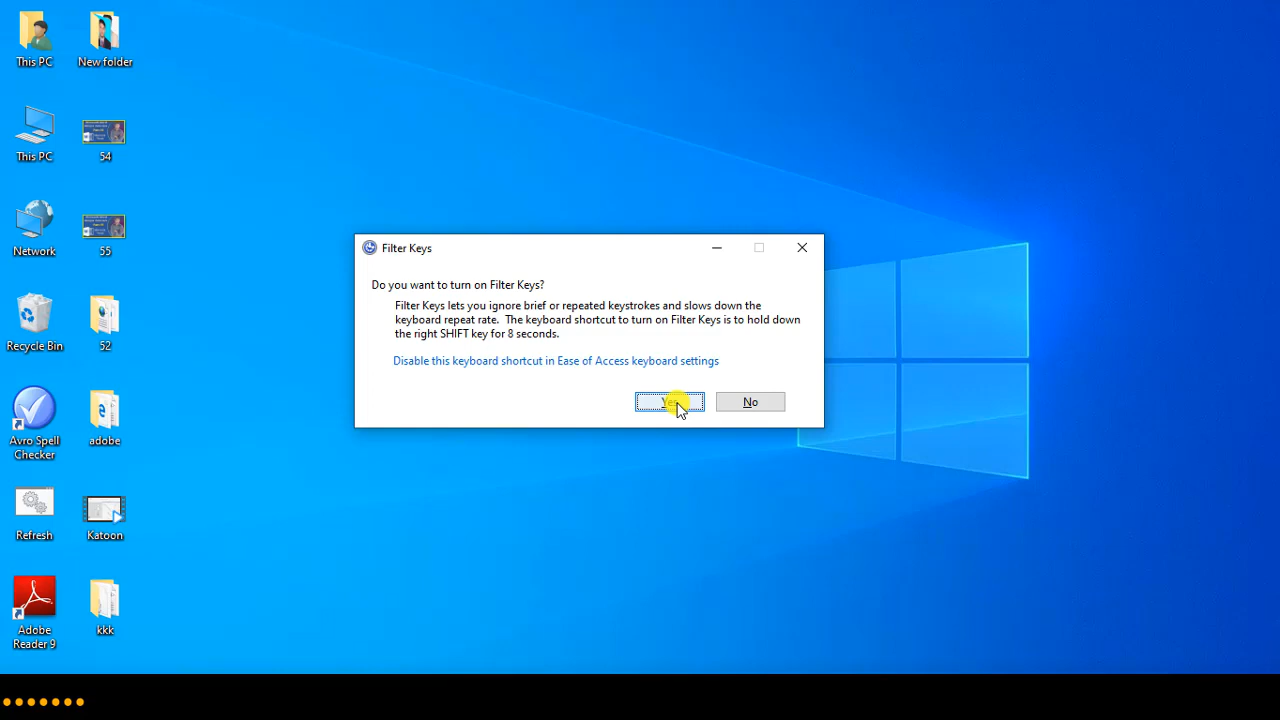 This PC
New folder
This PC
54
Network
55
Recycle Bin
52
Avro Spell
Checker
adobe
Refresh
Katoon
Adobe
Reader 9
kkk
Filter Keys
Do you want to turn on Filter Keys?
Filter Keys lets you ignore brief or repeated keystrokes and slows down the
keyboard repeat rate.  The keyboard shortcut to turn on Filter Keys is to hold down
the right SHIFT key for 8 seconds.
Disable this keyboard shortcut in Ease of Access keyboard settings
Yes
No